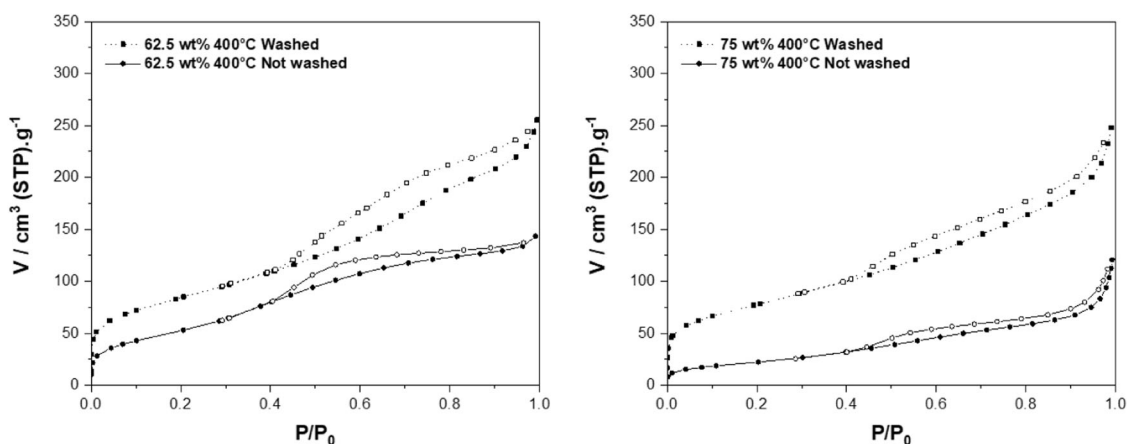 350
300
250
200
150
100
50
0
V / cm³ (STP).g⁻¹
62.5 wt% 400°C Washed
62.5 wt% 400°C Not washed
0.0 0.2 0.4 0.6 0.8 1.0
P/P₀
350
300
250
200
150
100
50
0
V / cm³ (STP).g⁻¹
75 wt% 400°C Washed
75 wt% 400°C Not washed
0.0 0.2 0.4 0.6 0.8 1.0
P/P₀